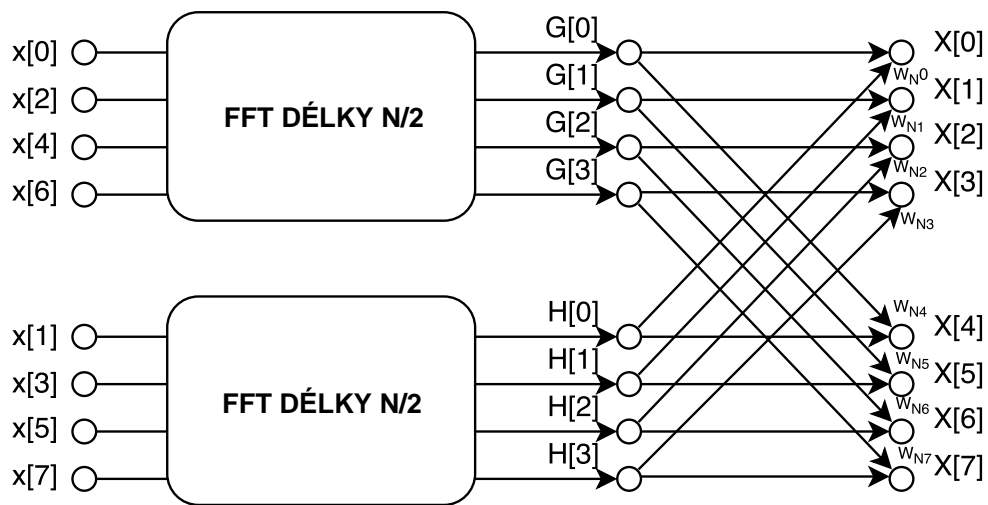 x[0]
x[2]
x[4]
x[6]
FFT DÉLKY N/2
G[0]
G[1]
G[2]
G[3]
X[0]
WN0
X[1]
WN1
X[2]
WN2
X[3]
WN3
x[1]
x[3]
x[5]
x[7]
FFT DÉLKY N/2
H[0]
H[1]
H[2]
H[3]
WN4
X[4]
WN5
X[5]
WN6
X[6]
WN7
X[7]